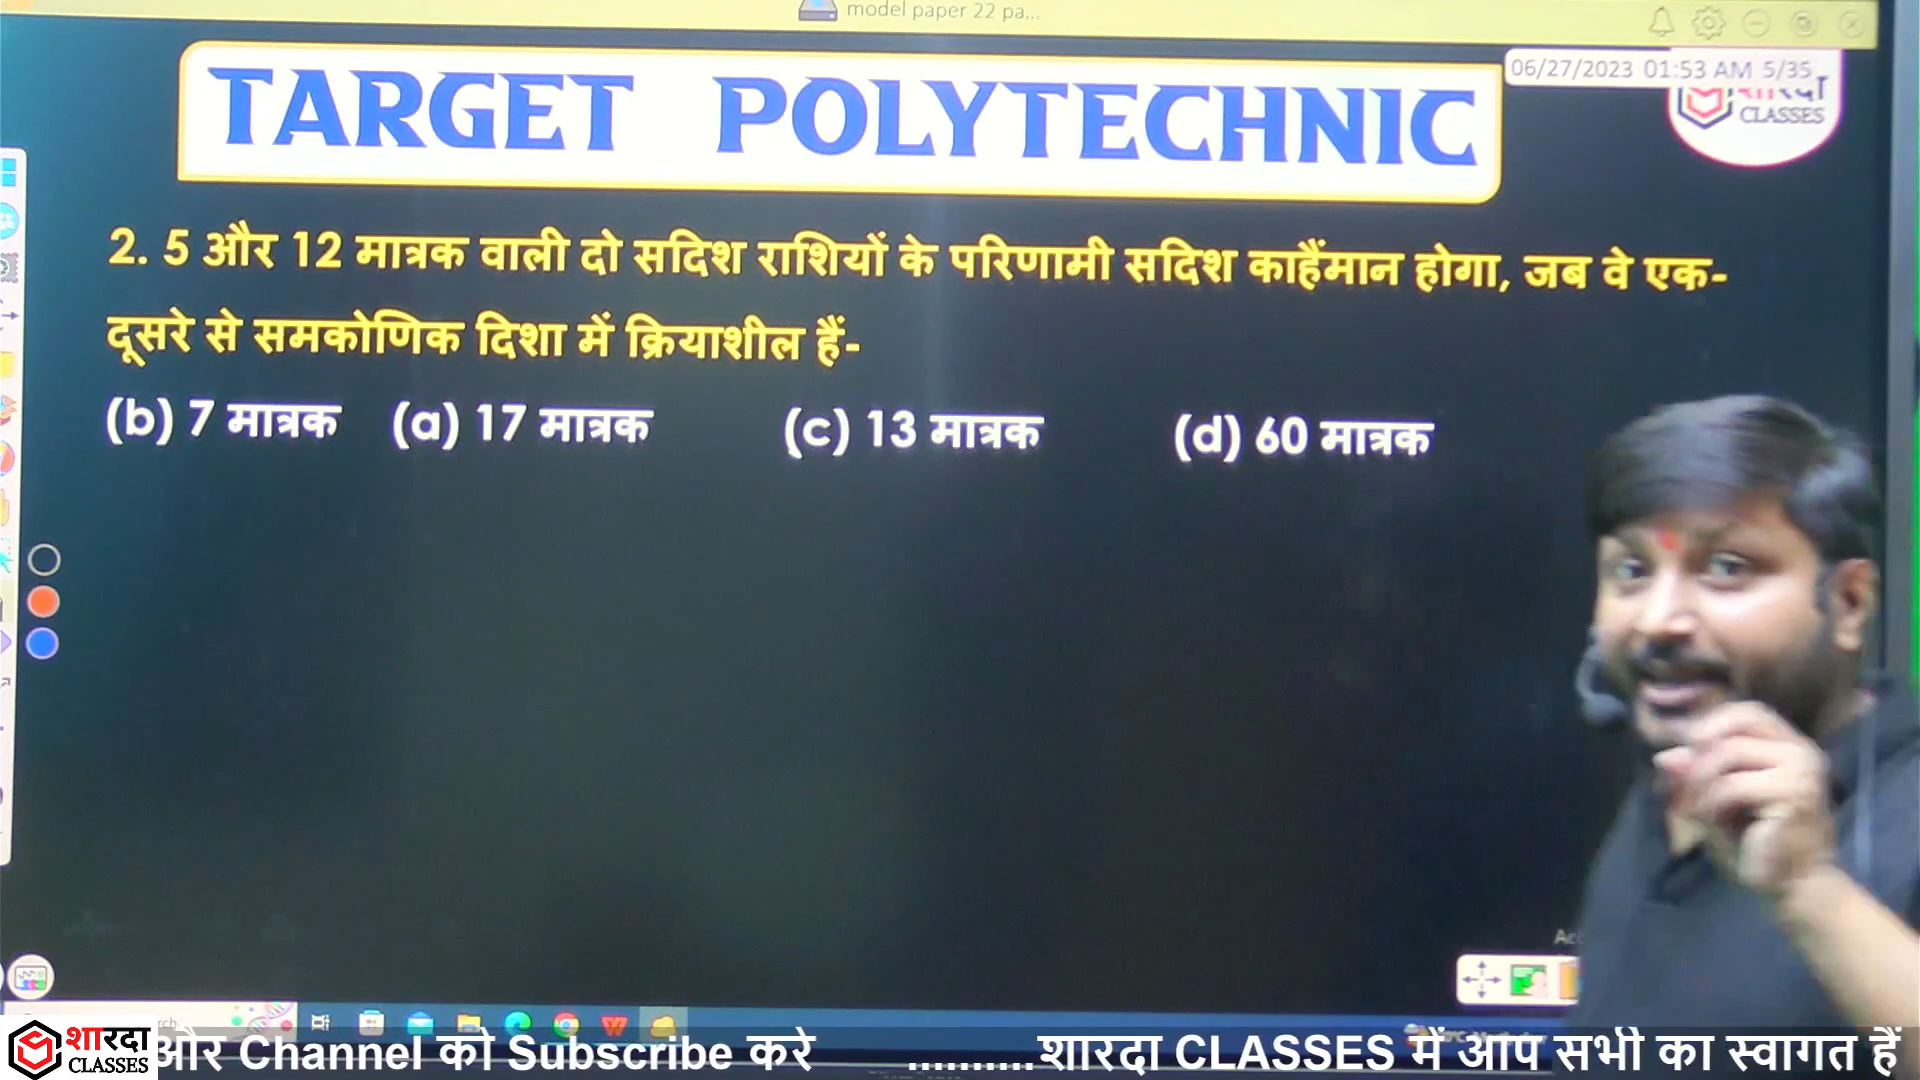 model paper 22 pa...
06/27/2023 01:53 AM 5/35
TARGET POLYTECHNIC
शारदा
CLASSES
2. 5 और 12 मात्रक वाली दो सदिश राशियों के परिणामी सदिश काहैंमान होगा, जब वे एक-
दूसरे से समकोणिक दिशा में क्रियाशील हैं-
(b) 7 मात्रक (a) 17 मात्रक (c) 13 मात्रक (d) 60 मात्रक
शारदा
CLASSES
और Channel को Subscribe करे ..........शारदा CLASSES में आप सभी का स्वागत हैं